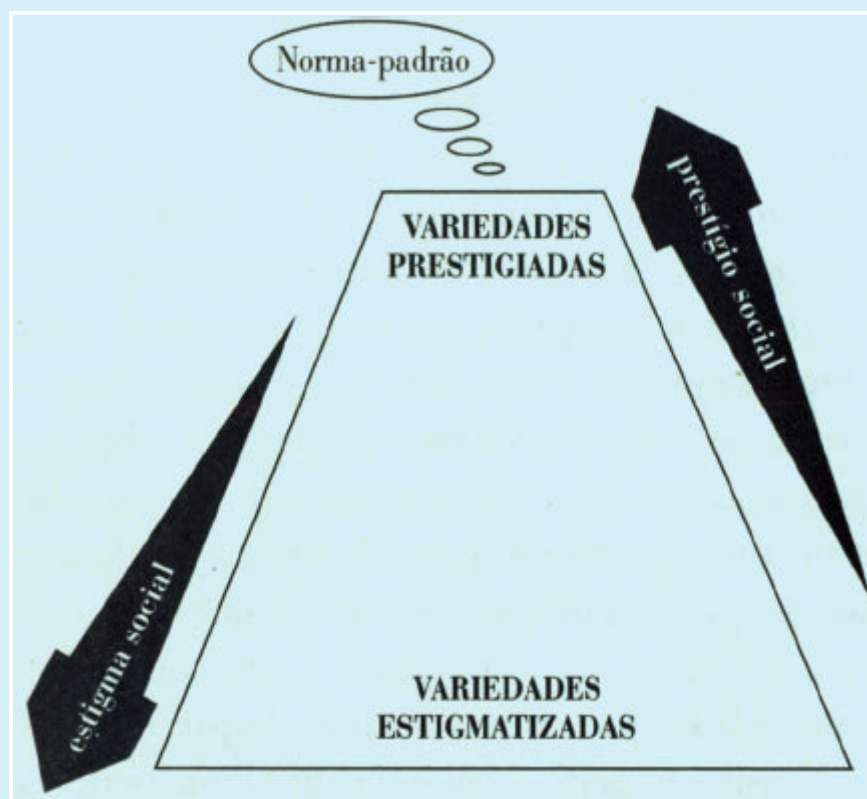 Norma-padrão
VARIEDADES
PRESTIGIADAS
prestígio social
estigma social
VARIEDADES
ESTIGMATIZADAS